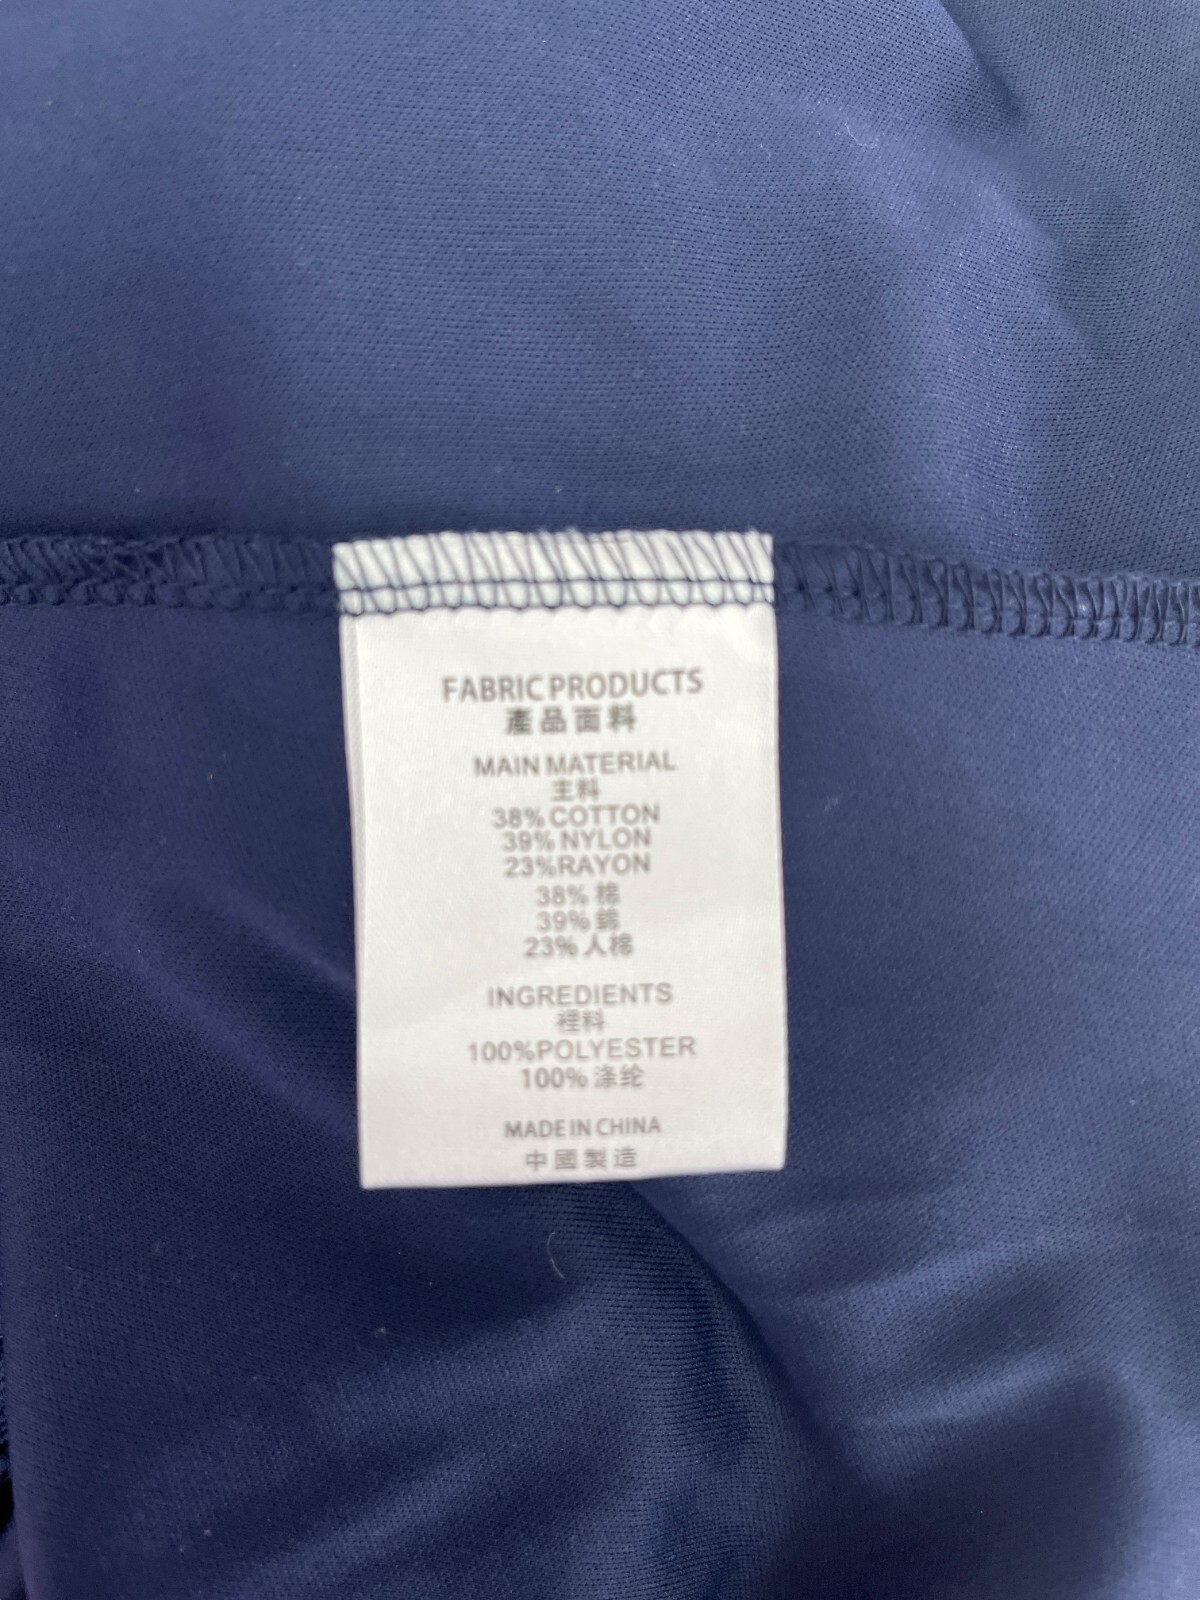 FABRIC PRODUCTS
產品面料
MAIN MATERIAL
主料
38% COTTON
39% NYLON
23%RAYON
38% 棉
39% 錦
23% 人棉
INGREDIENTS
裡料
100%POLYESTER
100% 涤纶
MADE IN CHINA
中國製造